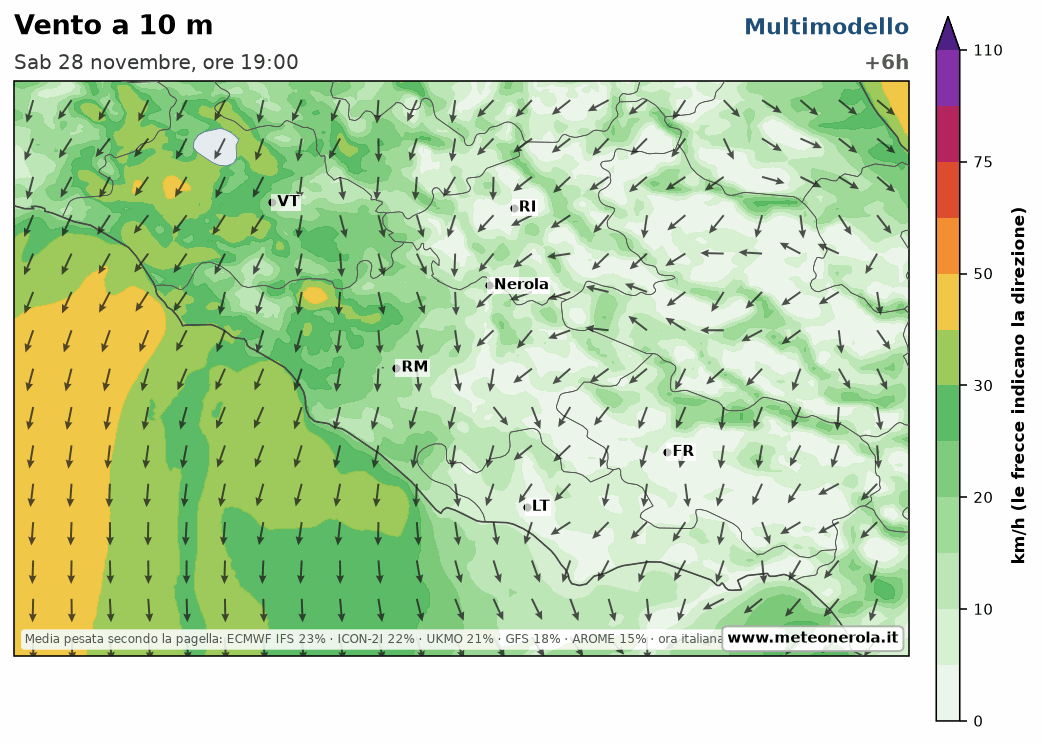 Vento a 10 m
Multimodello
Sab 28 novembre, ore 19:00
+6h
VT
RI
Nerola
RM
FR
LT
Media pesata secondo la pagella: ECMWF IFS 23% · ICON-2I 22% · UKMO 21% · GFS 18% · AROME 15% · ora italiana
www.meteonerola.it
110
75
50
30
20
10
0
km/h (le frecce indicano la direzione)